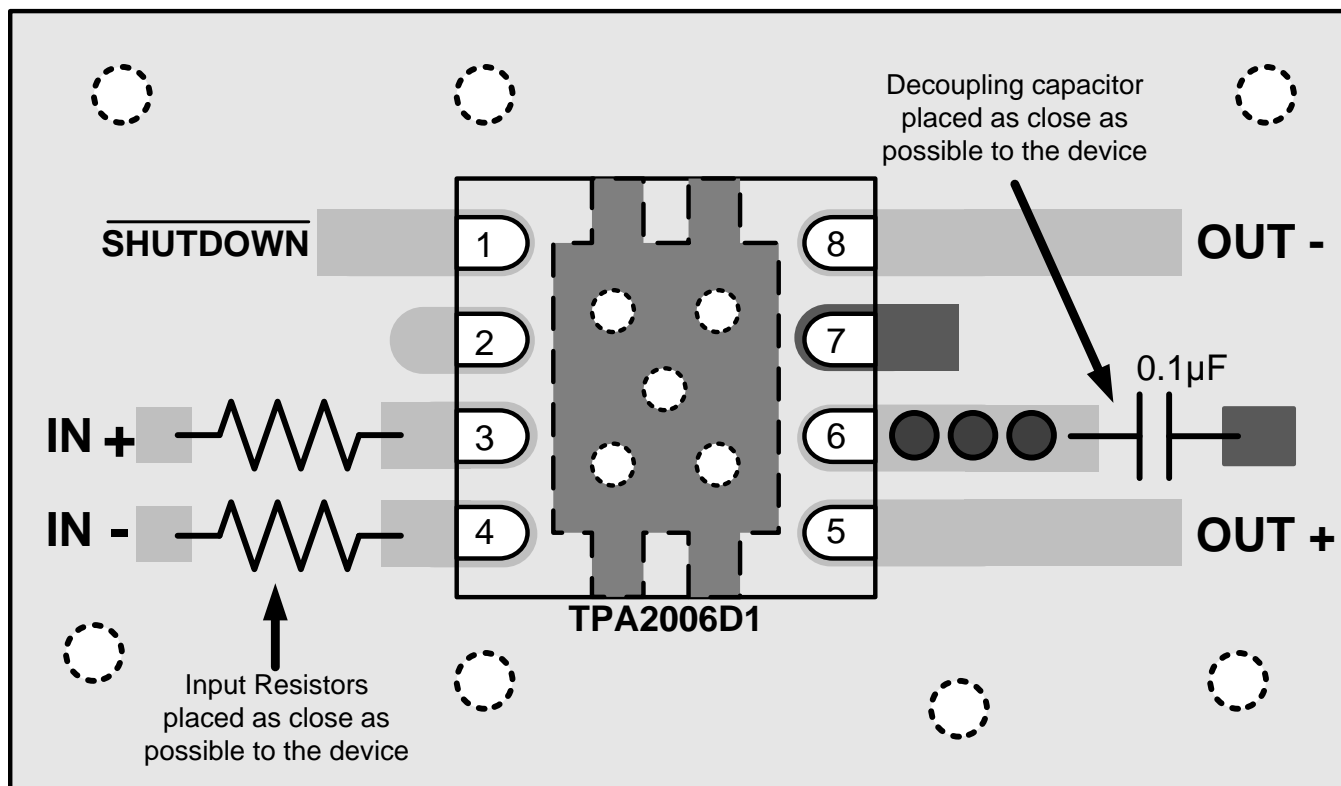 Decoupling capacitor
placed as close as
possible to the device
SHUTDOWN
1
8
OUT -
2
7
0.1µF
IN +
3
6
IN -
4
5
OUT +
TPA2006D1
Input Resistors
placed as close as
possible to the device